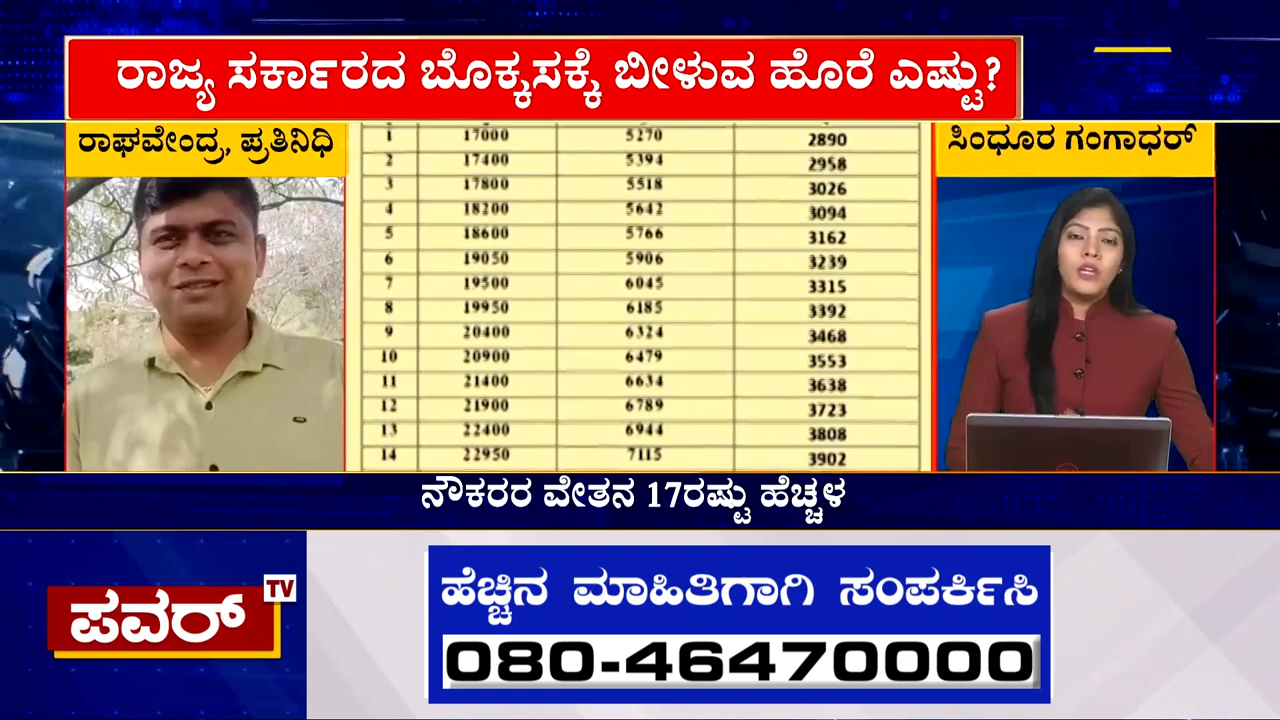 ರಾಜ್ಯ ಸರ್ಕಾರದ ಬೊಕ್ಕಸಕ್ಕೆ ಬೀಳುವ ಹೊರೆ ಎಷ್ಟು?
ರಾಘವೇಂದ್ರ, ಪ್ರತಿನಿಧಿ
ಸಿಂಧೂರ ಗಂಗಾಧರ್
1 17000 5270 2890
2 17400 5394 2958
3 17800 5518 3026
4 18200 5642 3094
5 18600 5766 3162
6 19050 5906 3239
7 19500 6045 3315
8 19950 6185 3392
9 20400 6324 3468
10 20900 6479 3553
11 21400 6634 3638
12 21900 6789 3723
13 22400 6944 3808
14 22950 7115 3902
ನೌಕರರ ವೇತನ 17ರಷ್ಟು ಹೆಚ್ಚಳ
ಪವರ್ TV
ಹೆಚ್ಚಿನ ಮಾಹಿತಿಗಾಗಿ ಸಂಪರ್ಕಿಸಿ
080-46470000